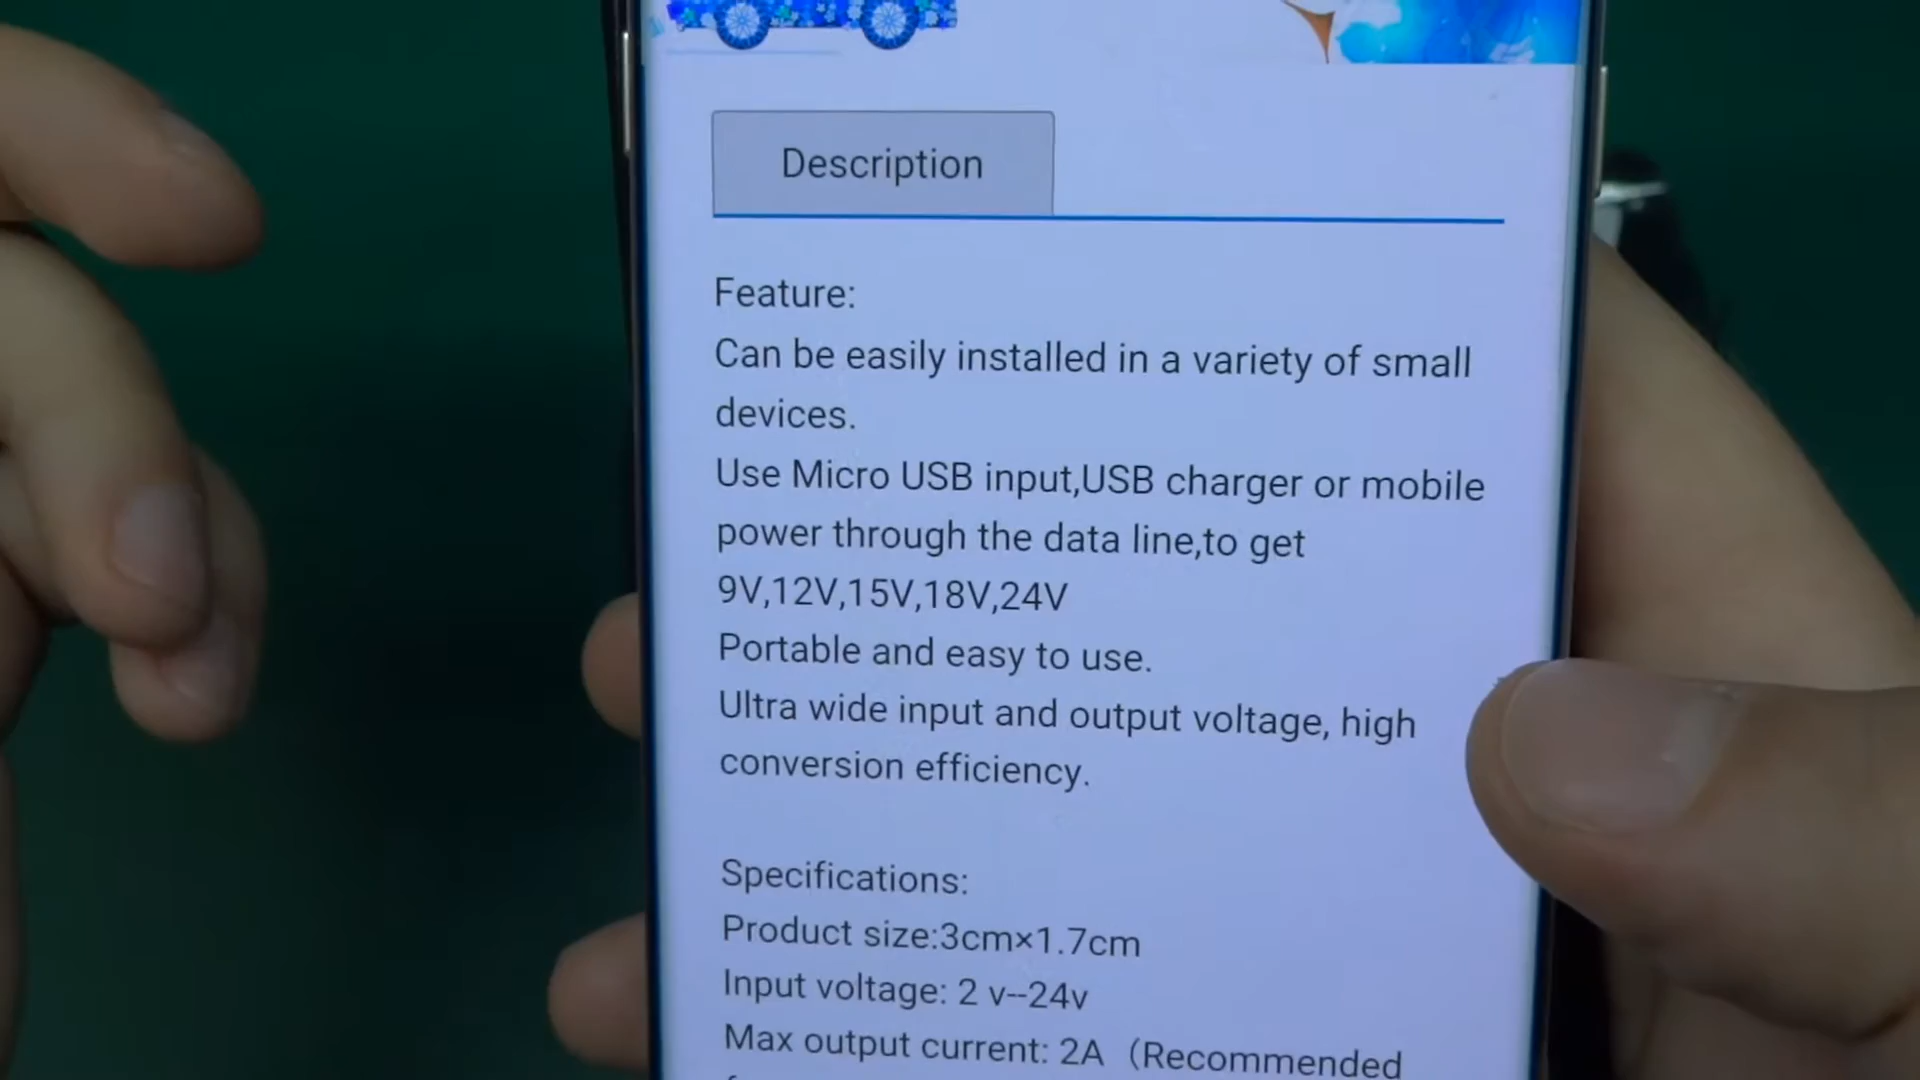 Description
Feature:
Can be easily installed in a variety of small
devices.
Use Micro USB input,USB charger or mobile
power through the data line,to get
9V,12V,15V,18V,24V
Portable and easy to use.
Ultra wide input and output voltage, high
conversion efficiency.
Specifications:
Product size:3cm×1.7cm
Input voltage: 2 v--24v
Max output current: 2A（Recommended